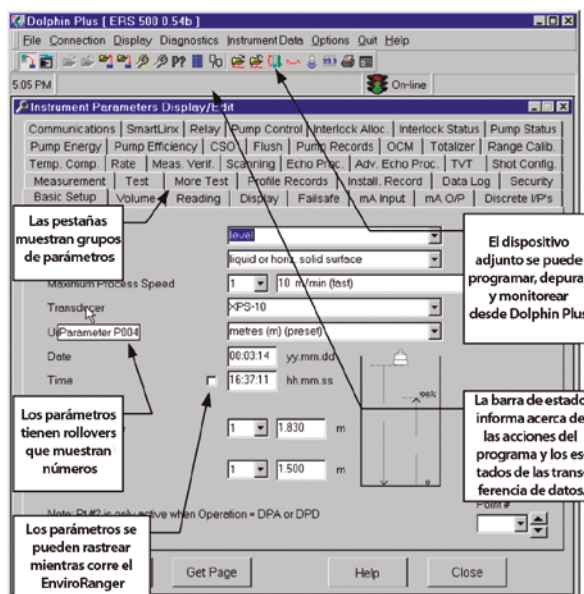 Dolphin Plus [ ERS 500 0.54b ]
File Connection Display Diagnostics Instrument Data Options Quit Help
P?
99.9
5:05 PM
On-line
Instrument Parameters Display/Edit
Communications SmartLinx Relay Pump Control Interlock Alloc. Interlock Status Pump Status
Pump Energy Pump Efficiency CSO Flush Pump Records OCM Totalizer Range Calib.
Temp. Comp. Rate Meas. Verif. Scanning Echo Proc. Adv. Echo Proc. TVT Shot Config.
Measurement Test More Test Profile Records Install. Record Data Log Security
Basic Setup Volume Reading Display Failsafe mA Input mA O/P Discrete I/P's
Las pestañas
muestran grupos
de parámetros
level
liquid or horiz. solid surface
Maximum Process Speed 1 10 m/min (fast)
Transducer XPS-10
Parameter P004
metres (m) (preset)
Date 00:03:14 yy.mm.dd
Time 16:37:11 hh.mm.ss
100%
1 1.830 m
1 1.500 m
El dispositivo
adjunto se puede
programar, depura
y monitorear
desde Dolphin Plus
Los parámetros
tienen rollovers
que muestran
números
La barra de estado
informa acerca de
las acciones del
programa y los es-
tados de las trans-
ferencia de datos.
is only active when Operation = DPA or DPD
Point #
Los parámetros se
pueden rastrear
mientras corre el
EnviroRanger
Get Page Help Close